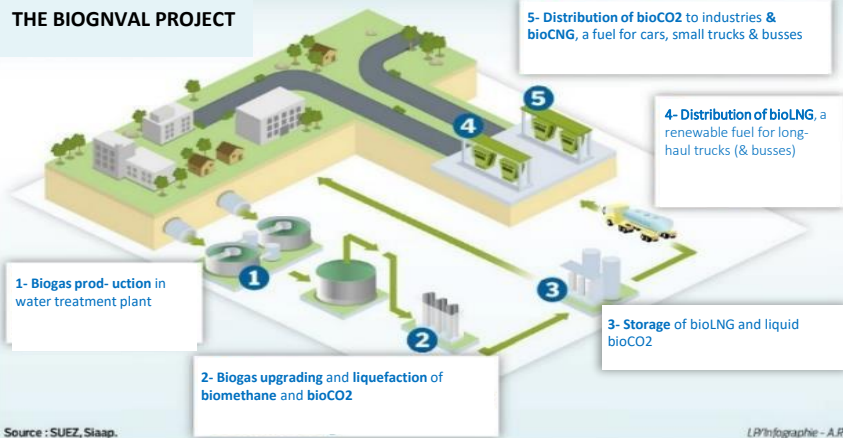 THE BIOGNVAL PROJECT
5- Distribution of bioCO2 to industries &
bioCNG, a fuel for cars, small trucks & busses
5
4
4- Distribution of bioLNG, a
renewable fuel for long-
haul trucks (& busses)
1
1- Biogas prod- uction in
water treatment plant
3
2
3- Storage of bioLNG and liquid
bioCO2
2- Biogas upgrading and liquefaction of
biomethane and bioCO2
Source : SUEZ, Siaap.
LP/Infographie - A.R